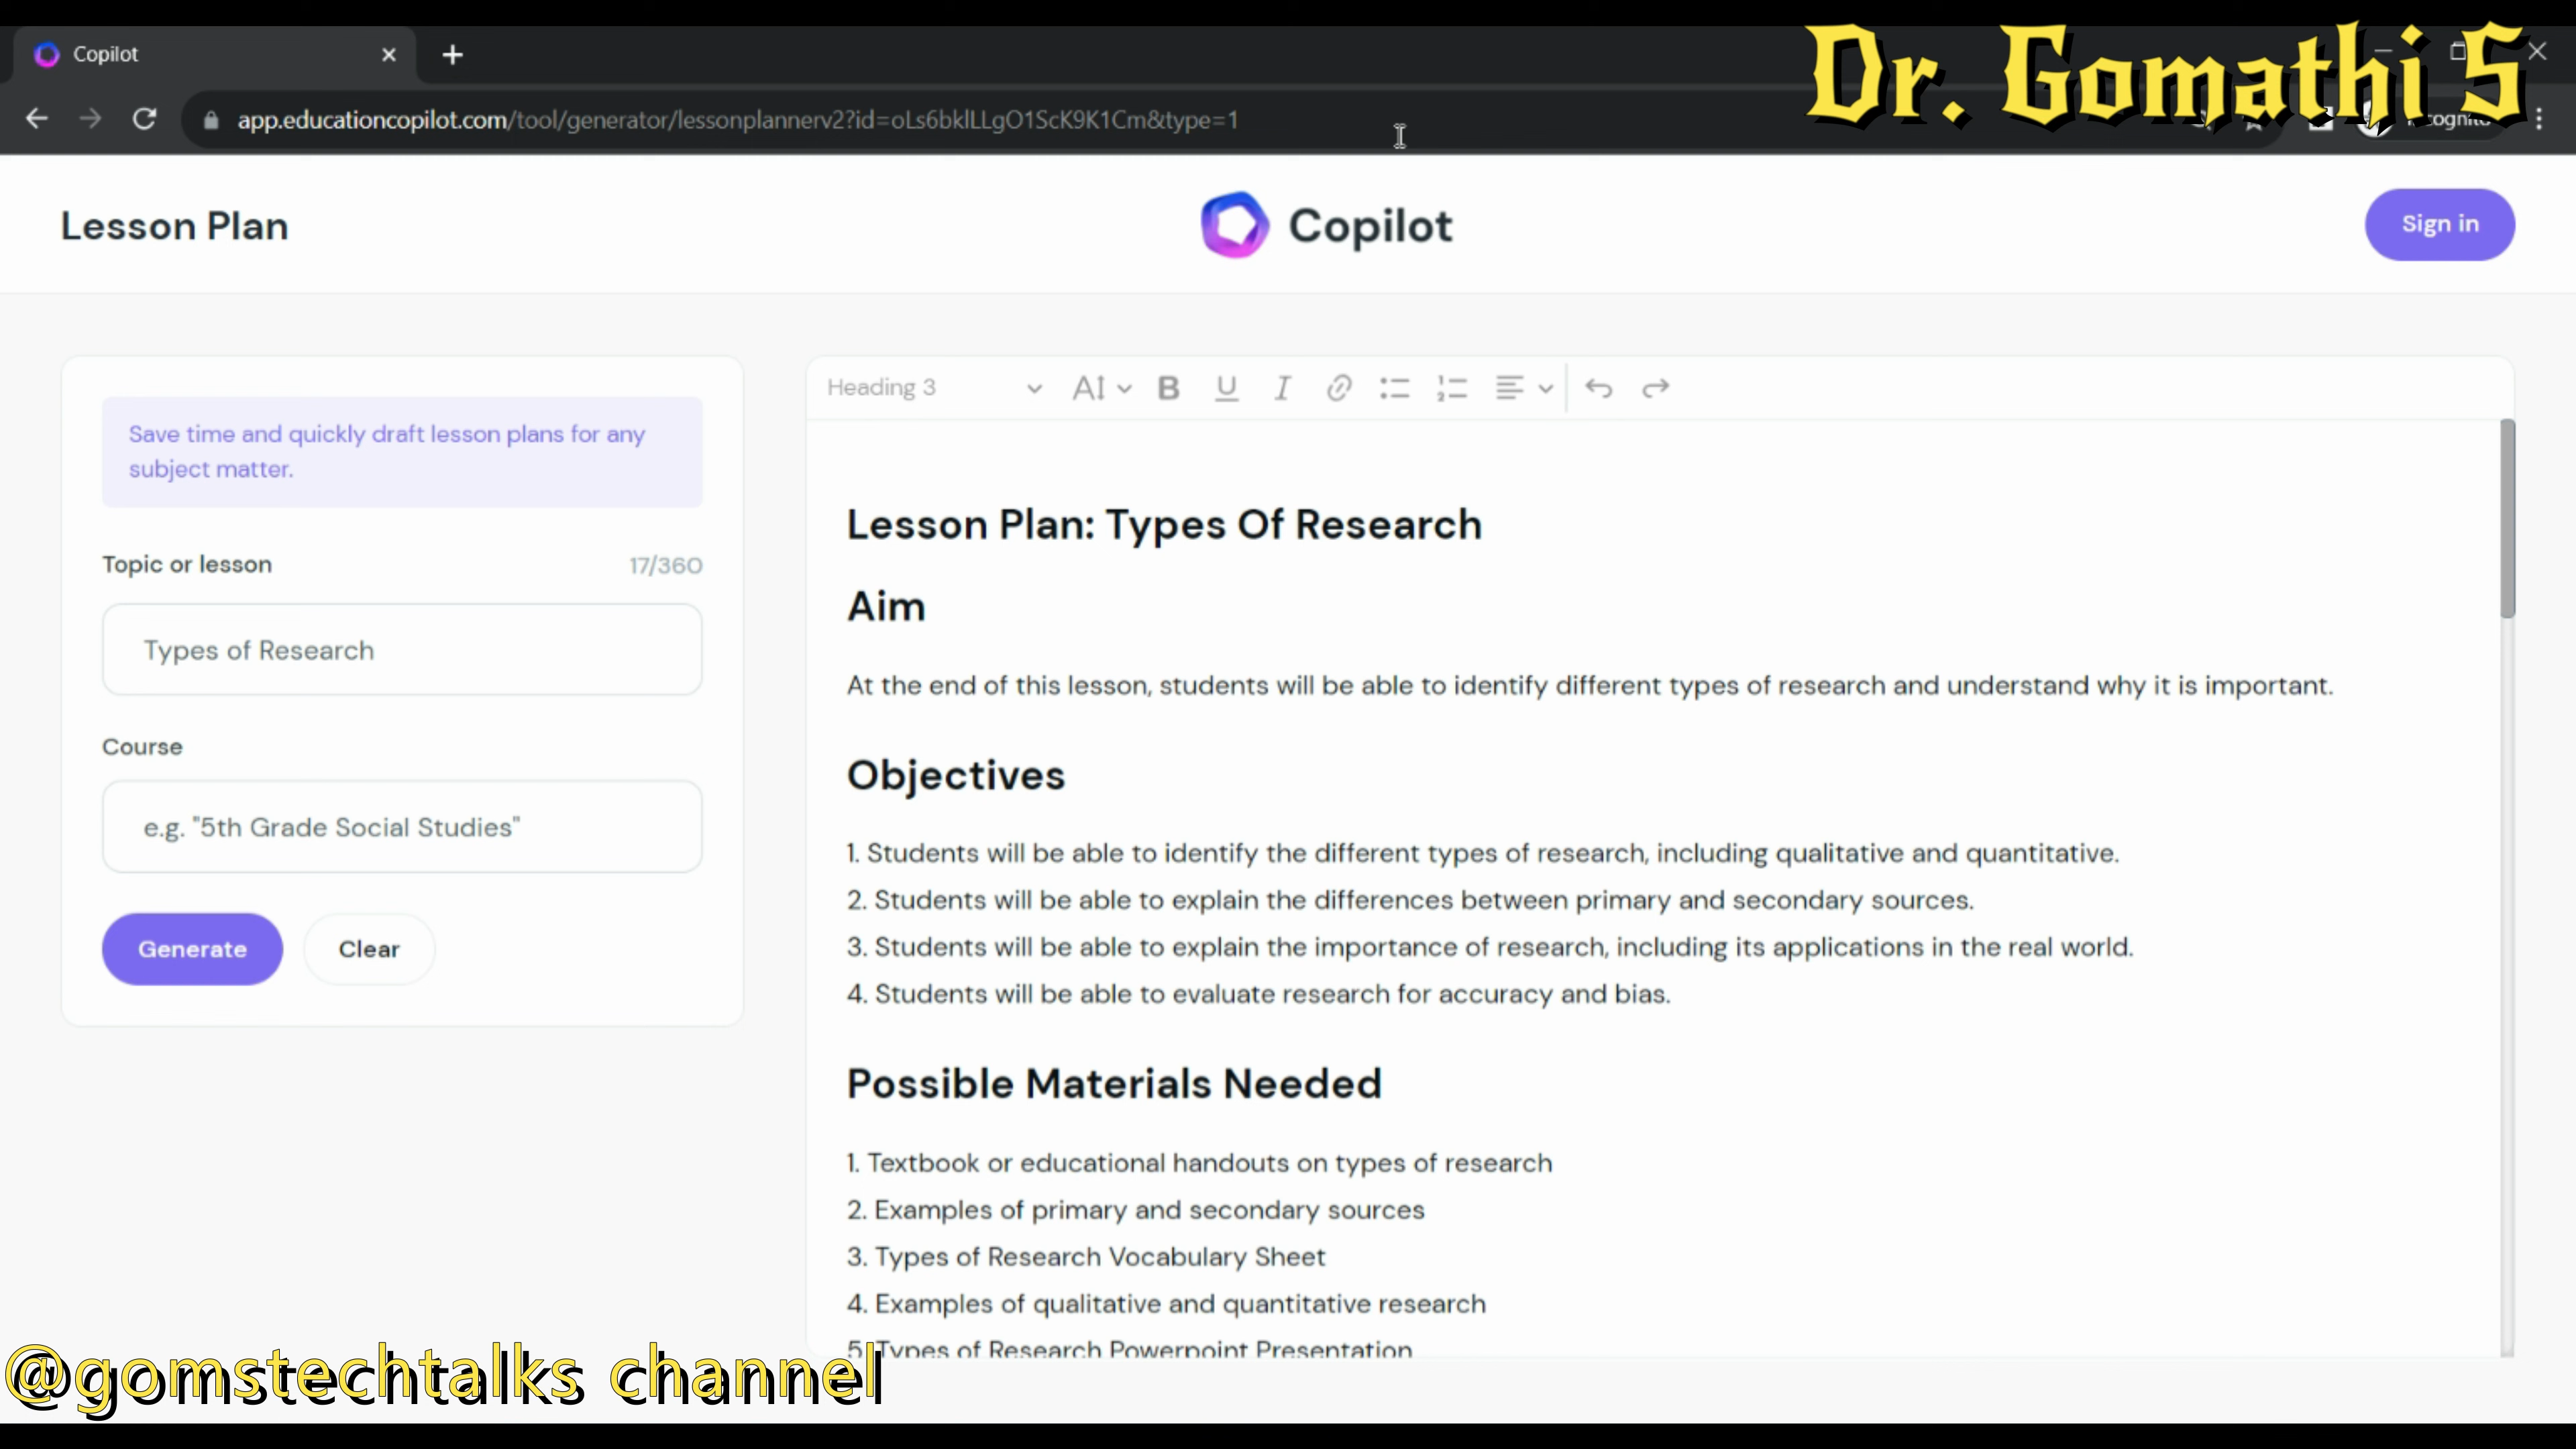 Copilot
Dr. Gomathi S
app.educationcopilot.com/tool/generator/lessonplannerv2?id=oLs6bklLLgO1ScK9K1Cm&type=1
Lesson Plan
Copilot
Sign in
Save time and quickly draft lesson plans for any
subject matter.
Topic or lesson 17/360
Types of Research
Course
e.g. "5th Grade Social Studies"
Generate Clear
Heading 3
Lesson Plan: Types Of Research
Aim
At the end of this lesson, students will be able to identify different types of research and understand why it is important.
Objectives
1. Students will be able to identify the different types of research, including qualitative and quantitative.
2. Students will be able to explain the differences between primary and secondary sources.
3. Students will be able to explain the importance of research, including its applications in the real world.
4. Students will be able to evaluate research for accuracy and bias.
Possible Materials Needed
1. Textbook or educational handouts on types of research
2. Examples of primary and secondary sources
3. Types of Research Vocabulary Sheet
4. Examples of qualitative and quantitative research
5. Types of Research Powerpoint Presentation
@gomstechtalks channel